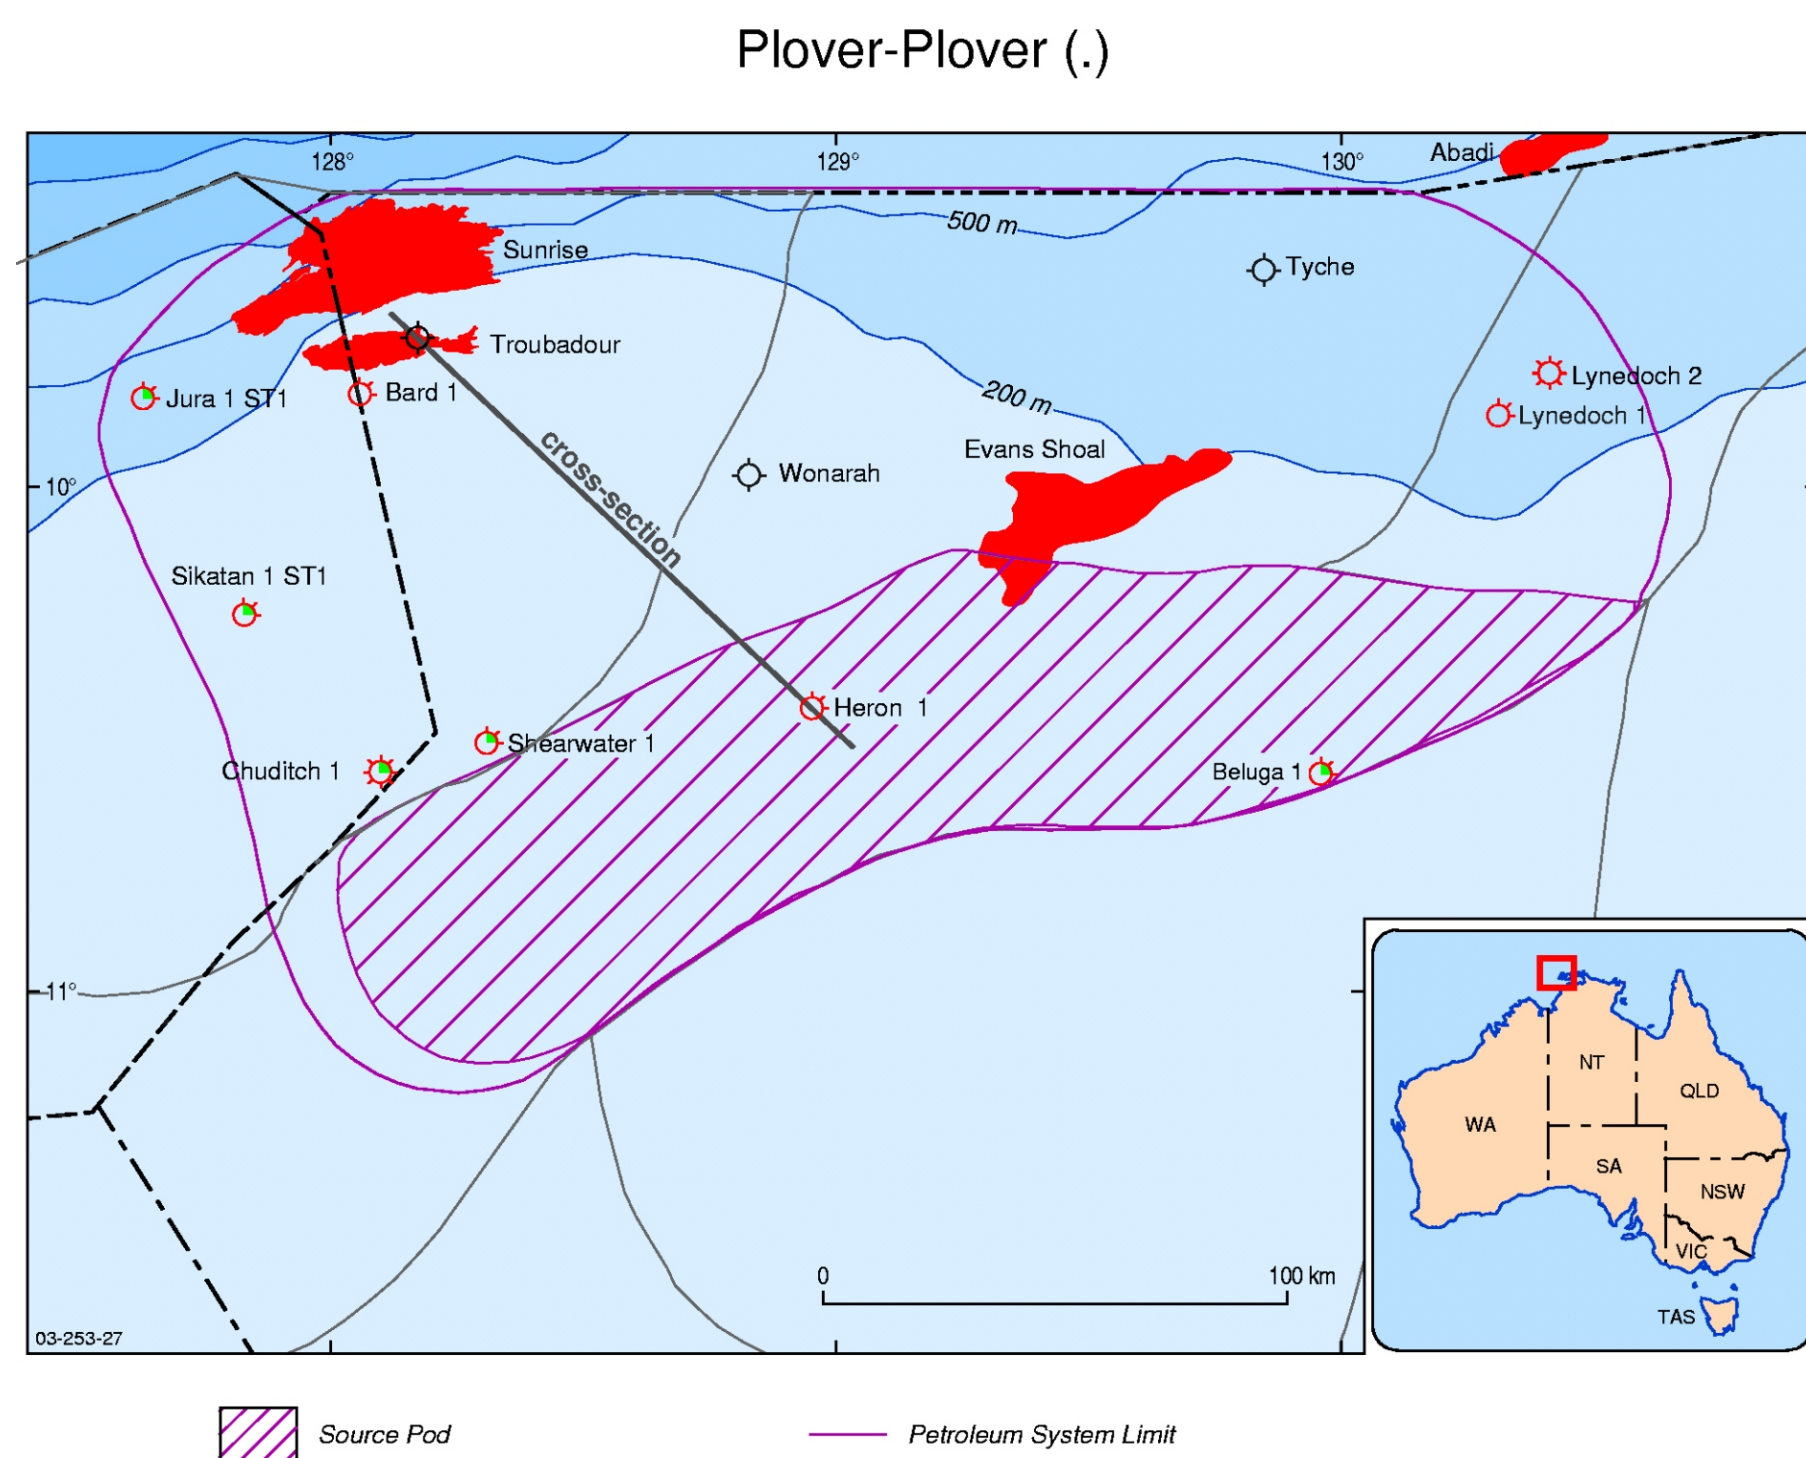 Plover-Plover (.)
128°
129°
130°
Abadi
500 m
Sunrise
Tyche
Troubadour
Jura 1 ST1
Bard 1
200 m
Lynedoch 2
Lynedoch 1
cross-section
Evans Shoal
Wonarah
10°
Sikatan 1 ST1
Heron 1
Shearwater 1
Chuditch 1
Beluga 1
11°
NT
QLD
WA
SA
NSW
VIC
TAS
0
100 km
03-253-27
Source Pod
Petroleum System Limit